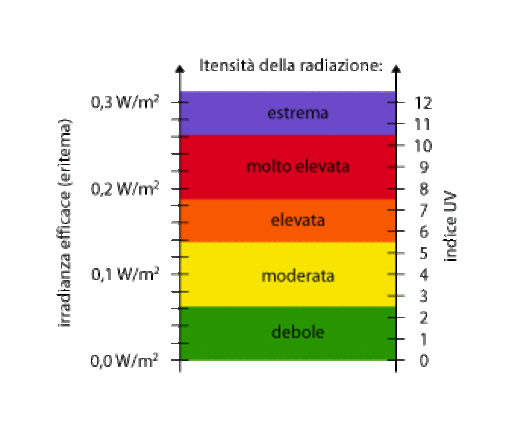 Itensità della radiazione:
0,3 W/m²
0,2 W/m²
0,1 W/m²
0,0 W/m²
irradianza efficace (eritema)
estrema
molto elevata
elevata
moderata
debole
12
11
10
9
8
7
6
5
4
3
2
1
0
indice UV